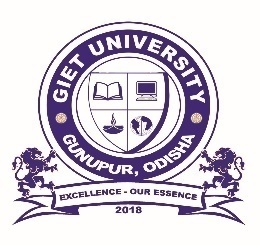 GIET UNIVERSITY
GUNUPUR, ODISHA
EXCELLENCE - OUR ESSENCE
2018